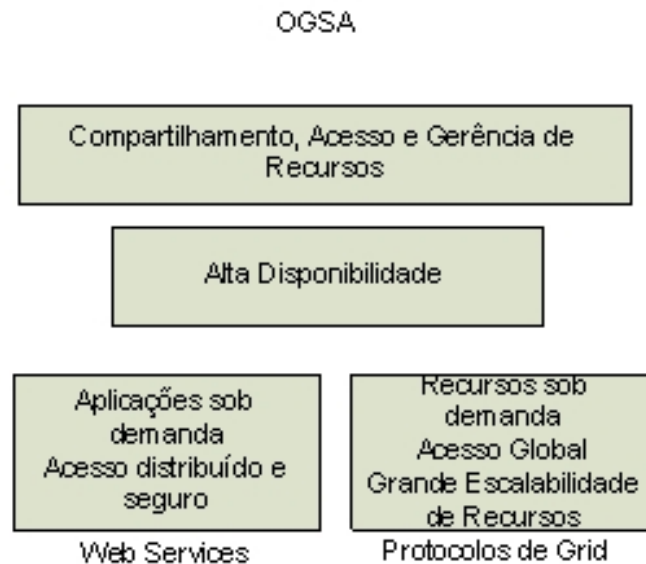 OGSA
Compartilhamento, Acesso e Gerência de
Recursos
Alta Disponibilidade
Aplicações sob
demanda
Acesso distribuído e
seguro
Web Services
Recursos sob
demanda
Acesso Global
Grande Escalabilidade
de Recursos
Protocolos de Grid